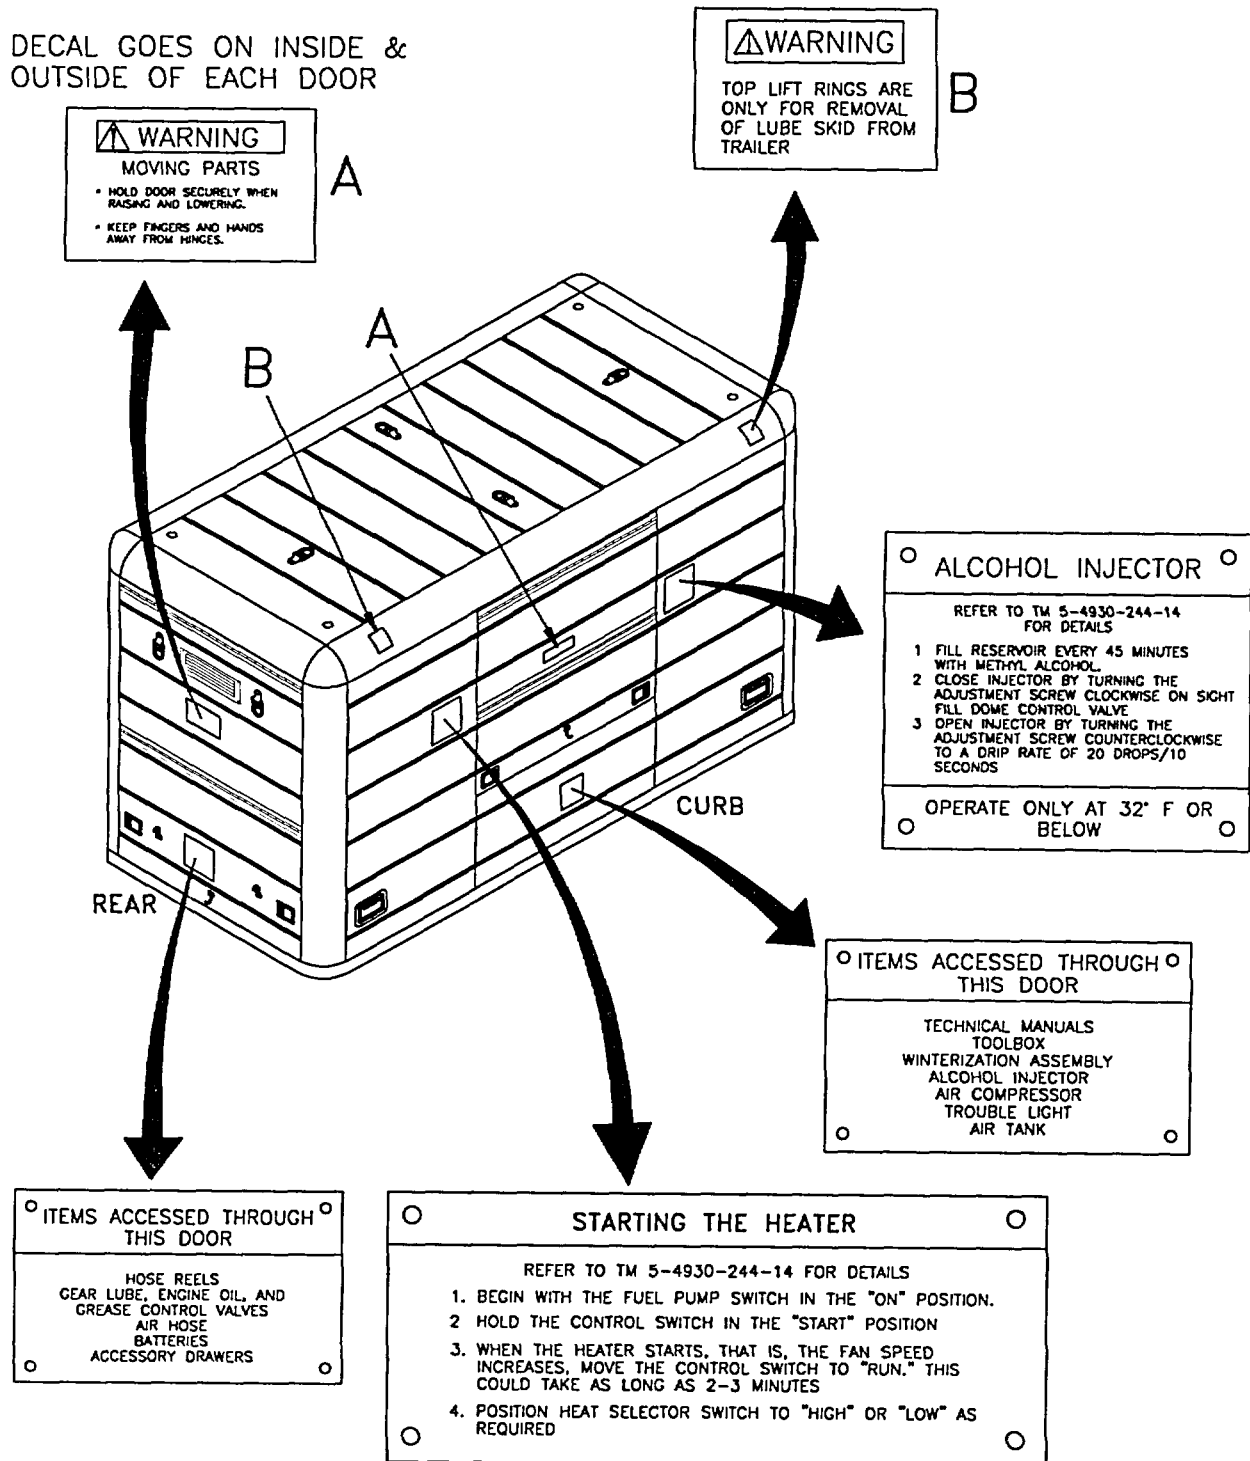 DECAL GOES ON INSIDE &
OUTSIDE OF EACH DOOR
WARNING
MOVING PARTS
• HOLD DOOR SECURELY WHEN
RAISING AND LOWERING.
• KEEP FINGERS AND HANDS
AWAY FROM HINGES.
A
WARNING
TOP LIFT RINGS ARE
ONLY FOR REMOVAL
OF LUBE SKID FROM
TRAILER
B
A
B
REAR
CURB
ALCOHOL INJECTOR
REFER TO TM 5-4930-244-14
FOR DETAILS
1 FILL RESERVOIR EVERY 45 MINUTES
WITH METHYL ALCOHOL.
2 CLOSE INJECTOR BY TURNING THE
ADJUSTMENT SCREW CLOCKWISE ON SIGHT
FILL DOME CONTROL VALVE
3 OPEN INJECTOR BY TURNING THE
ADJUSTMENT SCREW COUNTERCLOCKWISE
TO A DRIP RATE OF 20 DROPS/10
SECONDS
OPERATE ONLY AT 32° F OR
BELOW
ITEMS ACCESSED THROUGH
THIS DOOR
TECHNICAL MANUALS
TOOLBOX
WINTERIZATION ASSEMBLY
ALCOHOL INJECTOR
AIR COMPRESSOR
TROUBLE LIGHT
AIR TANK
ITEMS ACCESSED THROUGH
THIS DOOR
HOSE REELS
GEAR LUBE, ENGINE OIL, AND
GREASE CONTROL VALVES
AIR HOSE
BATTERIES
ACCESSORY DRAWERS
STARTING THE HEATER
REFER TO TM 5-4930-244-14 FOR DETAILS
1. BEGIN WITH THE FUEL PUMP SWITCH IN THE "ON" POSITION.
2 HOLD THE CONTROL SWITCH IN THE "START" POSITION
3. WHEN THE HEATER STARTS, THAT IS, THE FAN SPEED
INCREASES, MOVE THE CONTROL SWITCH TO "RUN." THIS
COULD TAKE AS LONG AS 2-3 MINUTES
4. POSITION HEAT SELECTOR SWITCH TO "HIGH" OR "LOW" AS
REQUIRED